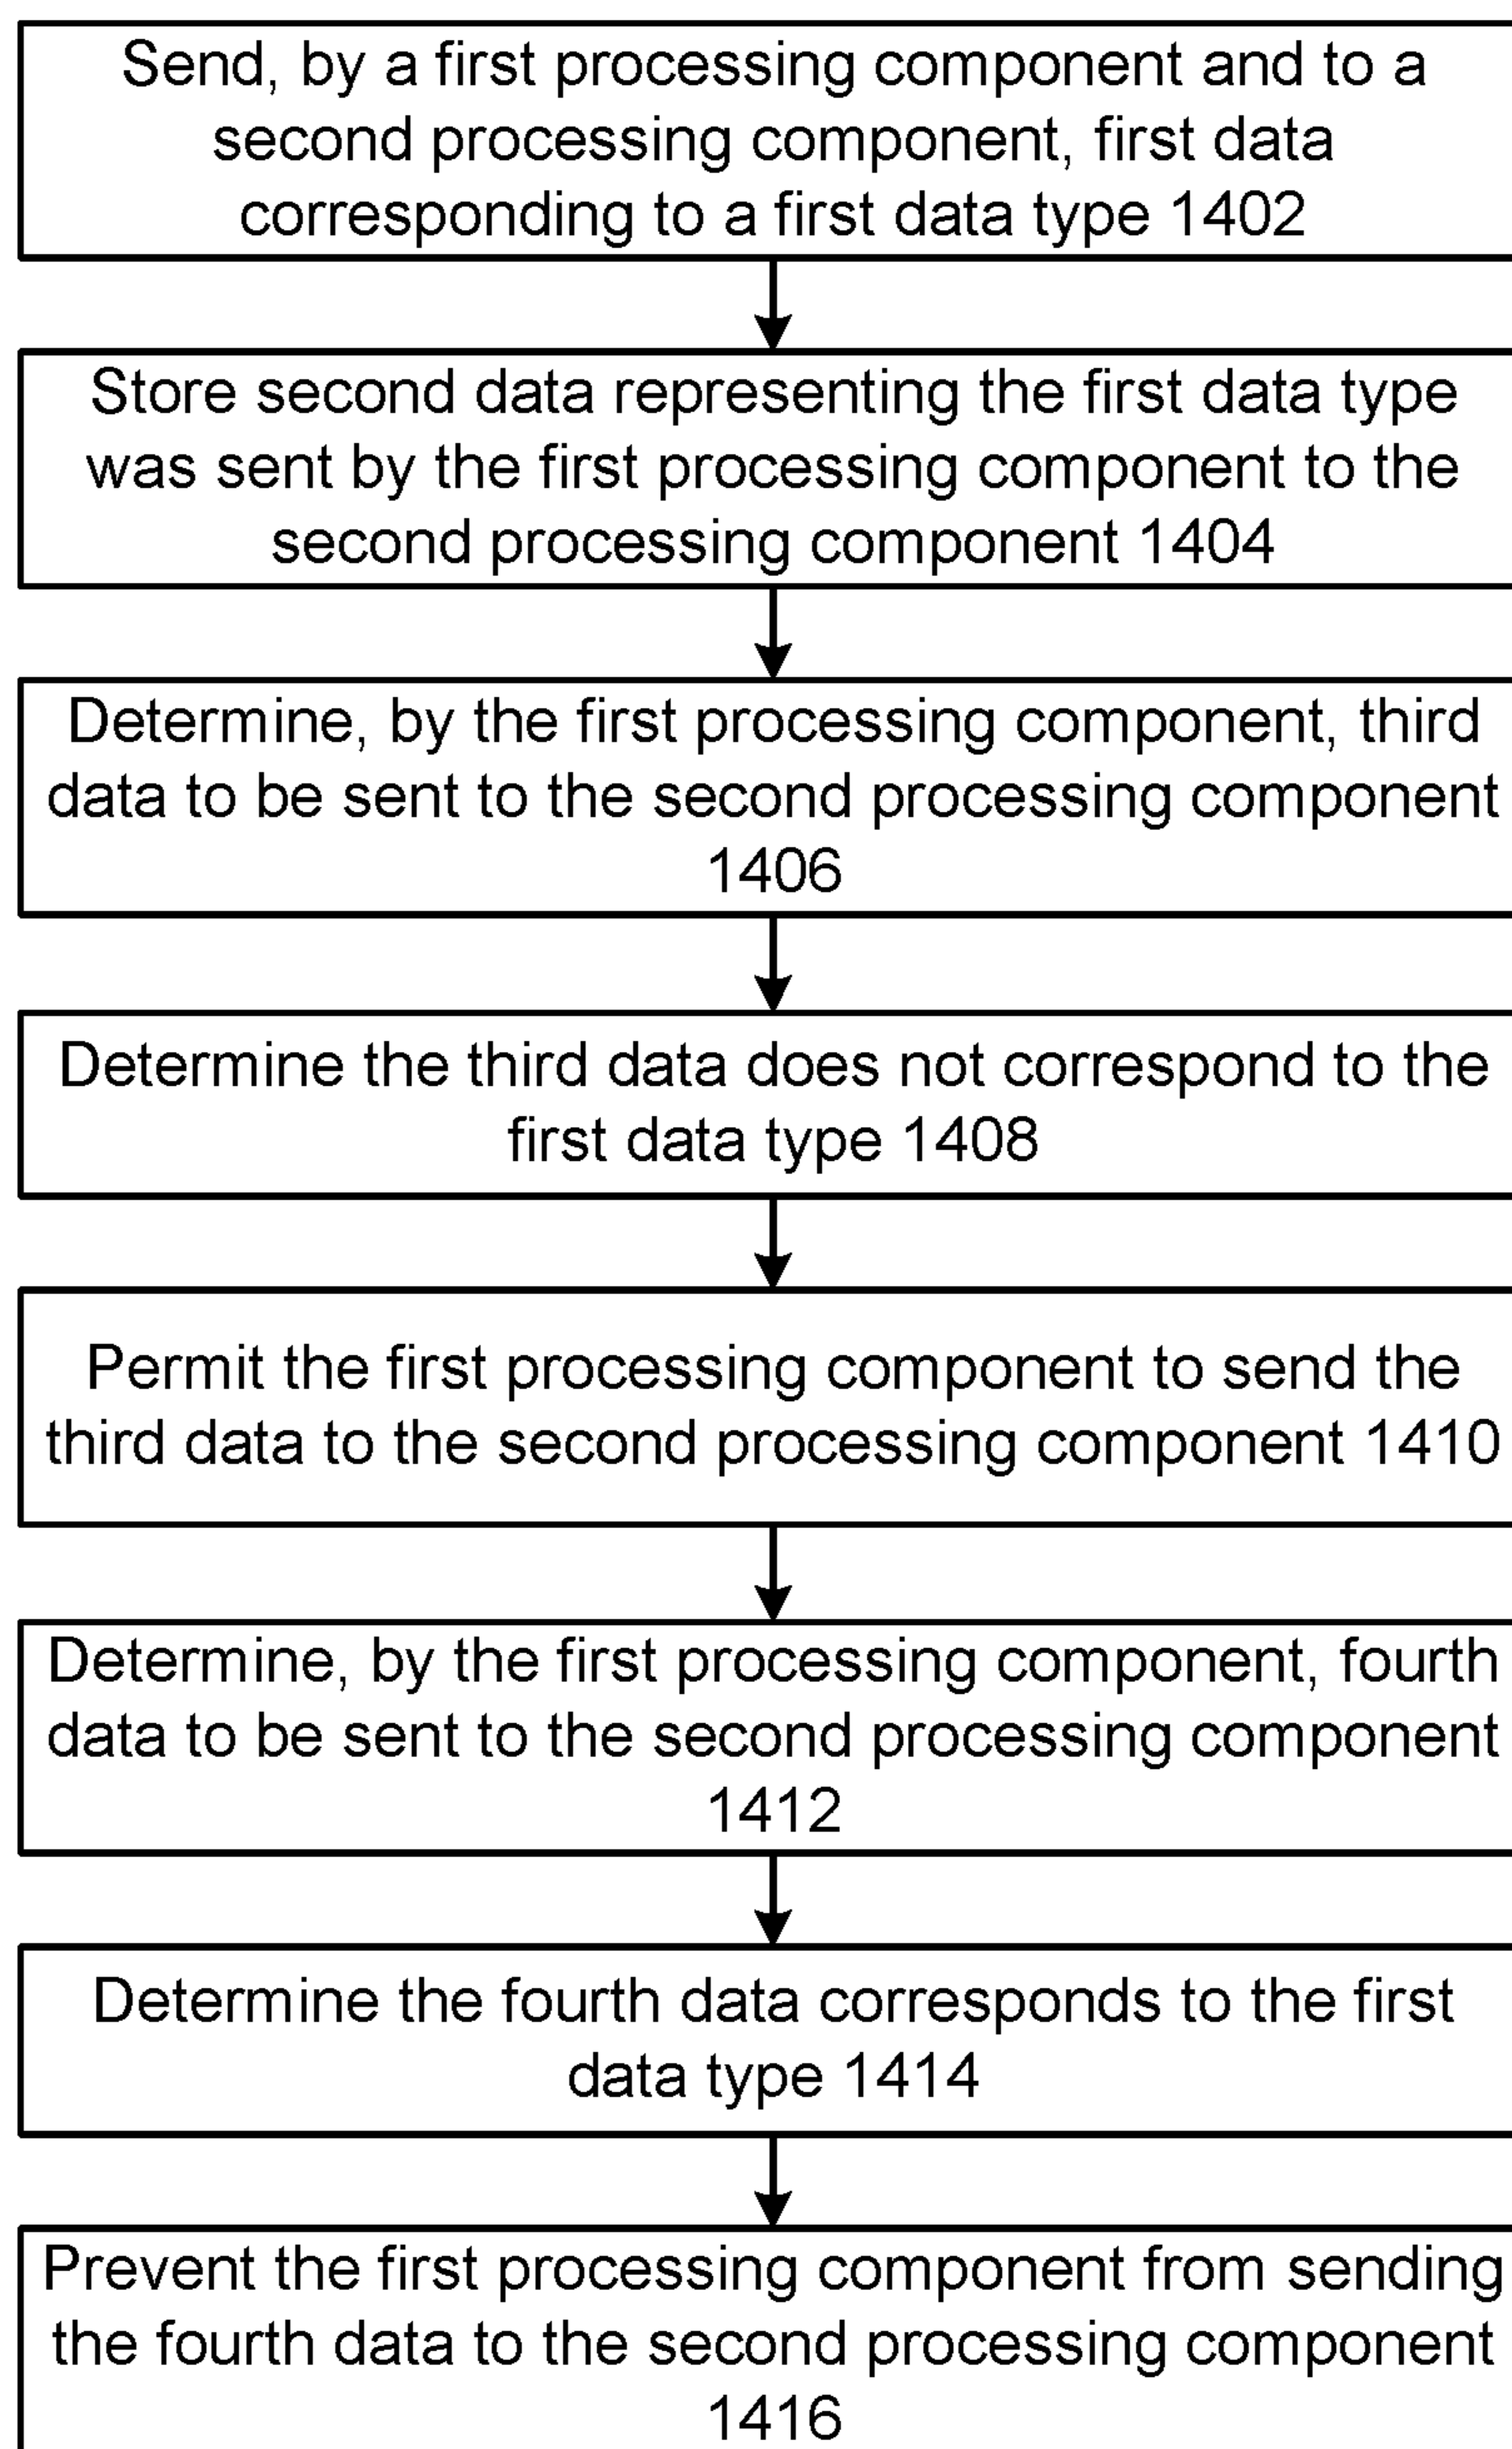 Send, by a first processing component and to a
second processing component, first data
corresponding to a first data type 1402
Store second data representing the first data type
was sent by the first processing component to the
second processing component 1404
Determine, by the first processing component, third
data to be sent to the second processing component
1406
Determine the third data does not correspond to the
first data type 1408
Permit the first processing component to send the
third data to the second processing component 1410
Determine, by the first processing component, fourth
data to be sent to the second processing component
1412
Determine the fourth data corresponds to the first
data type 1414
Prevent the first processing component from sending
the fourth data to the second processing component
1416